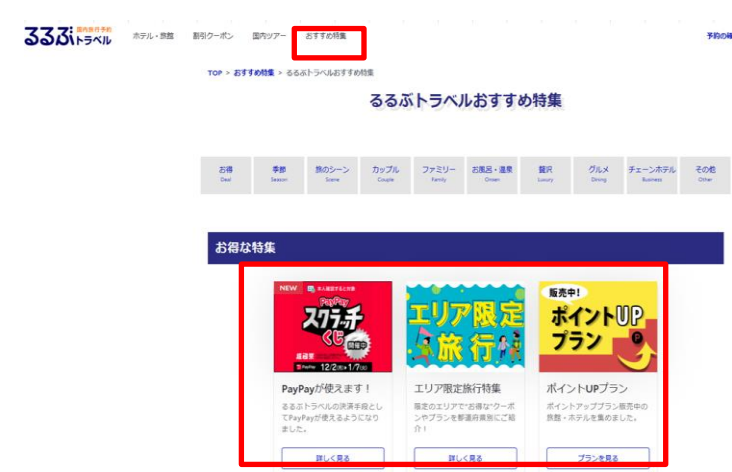 るるぶ 国内旅行予約 トラベル
ホテル・旅館 割引クーポン 国内ツアー おすすめ特集 予約の確
TOP > おすすめ特集 > るるぶトラベルおすすめ特集
るるぶトラベルおすすめ特集
お得 季節 旅のシーン カップル ファミリー お風呂・温泉 贅沢 グルメ チェーンホテル その他
Deal Season Scene Couple Family Onsen Luxury Dining Business Other
お得な特集
NEW
PayPay
スクラッチ
くじ
開催中
超超祭
PayPay 12/2
1/7
エリア限定
旅行
販売中!
ポイントUP
プラン
PayPayが使えます!
るるぶトラベルの決済手段とし
てPayPayが使えるようになり
ました。
詳しく見る
エリア限定旅行特集
限定のエリアで"お得な"クーポ
ンやプランを都道府県別にご紹
介!
詳しく見る
ポイントUPプラン
ポイントアッププラン販売中の
旅館・ホテルを集めました。
プランを見る